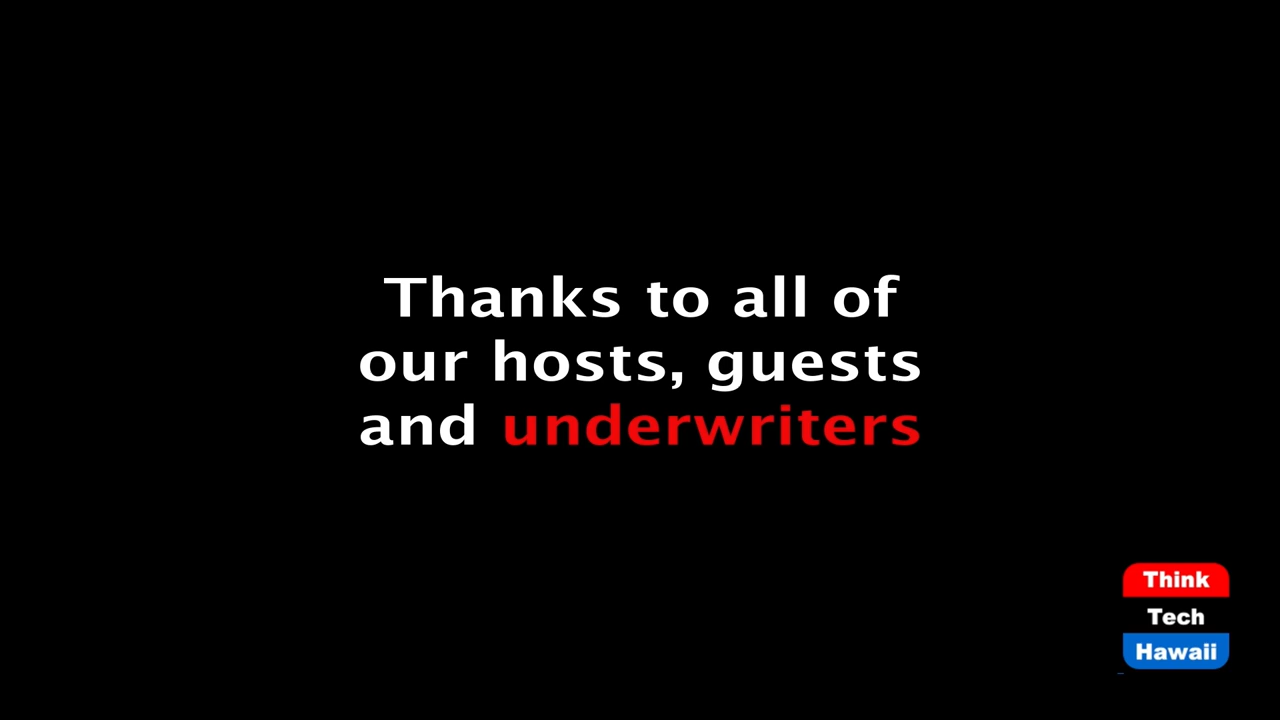 Thanks to all of
our hosts, guests
and underwriters
Think
Tech
Hawaii